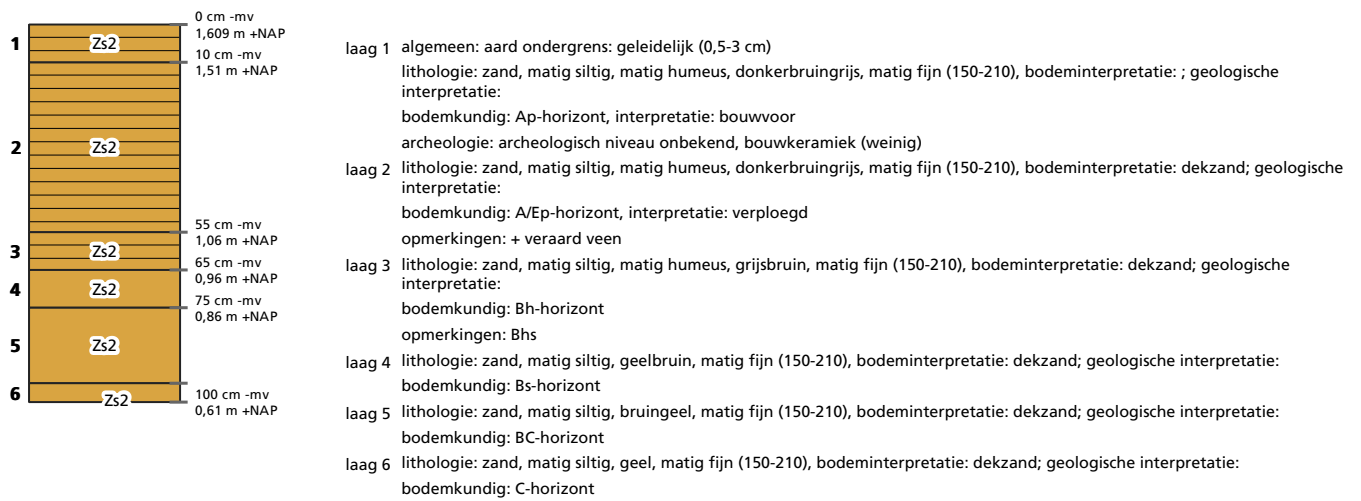 0 cm -mv
1,609 m +NAP
1
Zs2
10 cm -mv
1,51 m +NAP
2
Zs2
55 cm -mv
1,06 m +NAP
3
Zs2
65 cm -mv
0,96 m +NAP
4
Zs2
75 cm -mv
0,86 m +NAP
5
Zs2
6
Zs2
100 cm -mv
0,61 m +NAP
laag 1 algemeen: aard ondergrens: geleidelijk (0,5-3 cm)
lithologie: zand, matig siltig, matig humeus, donkerbruingrijs, matig fijn (150-210), bodeminterpretatie: ; geologische
interpretatie:
bodemkundig: Ap-horizont, interpretatie: bouwvoor
archeologie: archeologisch niveau onbekend, bouwkeramiek (weinig)
laag 2 lithologie: zand, matig siltig, matig humeus, donkerbruingrijs, matig fijn (150-210), bodeminterpretatie: dekzand; geologische
interpretatie:
bodemkundig: A/Ep-horizont, interpretatie: verploegd
opmerkingen: + veraard veen
laag 3 lithologie: zand, matig siltig, matig humeus, grijsbruin, matig fijn (150-210), bodeminterpretatie: dekzand; geologische
interpretatie:
bodemkundig: Bh-horizont
opmerkingen: Bhs
laag 4 lithologie: zand, matig siltig, geelbruin, matig fijn (150-210), bodeminterpretatie: dekzand; geologische interpretatie:
bodemkundig: Bs-horizont
laag 5 lithologie: zand, matig siltig, bruingeel, matig fijn (150-210), bodeminterpretatie: dekzand; geologische interpretatie:
bodemkundig: BC-horizont
laag 6 lithologie: zand, matig siltig, geel, matig fijn (150-210), bodeminterpretatie: dekzand; geologische interpretatie:
bodemkundig: C-horizont